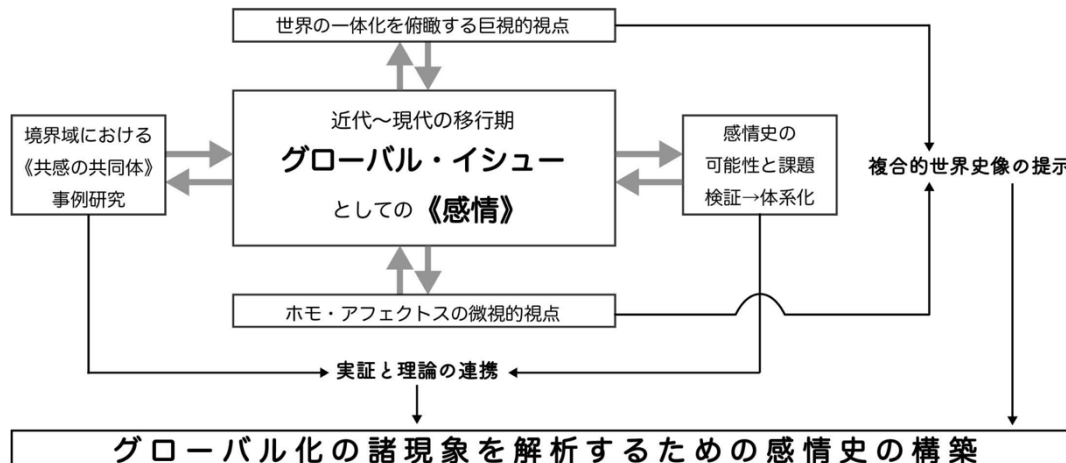 世界の一体化を俯瞰する巨視的視点
境界域における
《共感の共同体》
事例研究
近代～現代の移行期
グローバル・イシュー
としての《感情》
感情史の
可能性と課題
検証→体系化
複合的世界史像の提示
ホモ・アフェクトスの微視的視点
実証と理論の連携
グローバル化の諸現象を解析するための感情史の構築